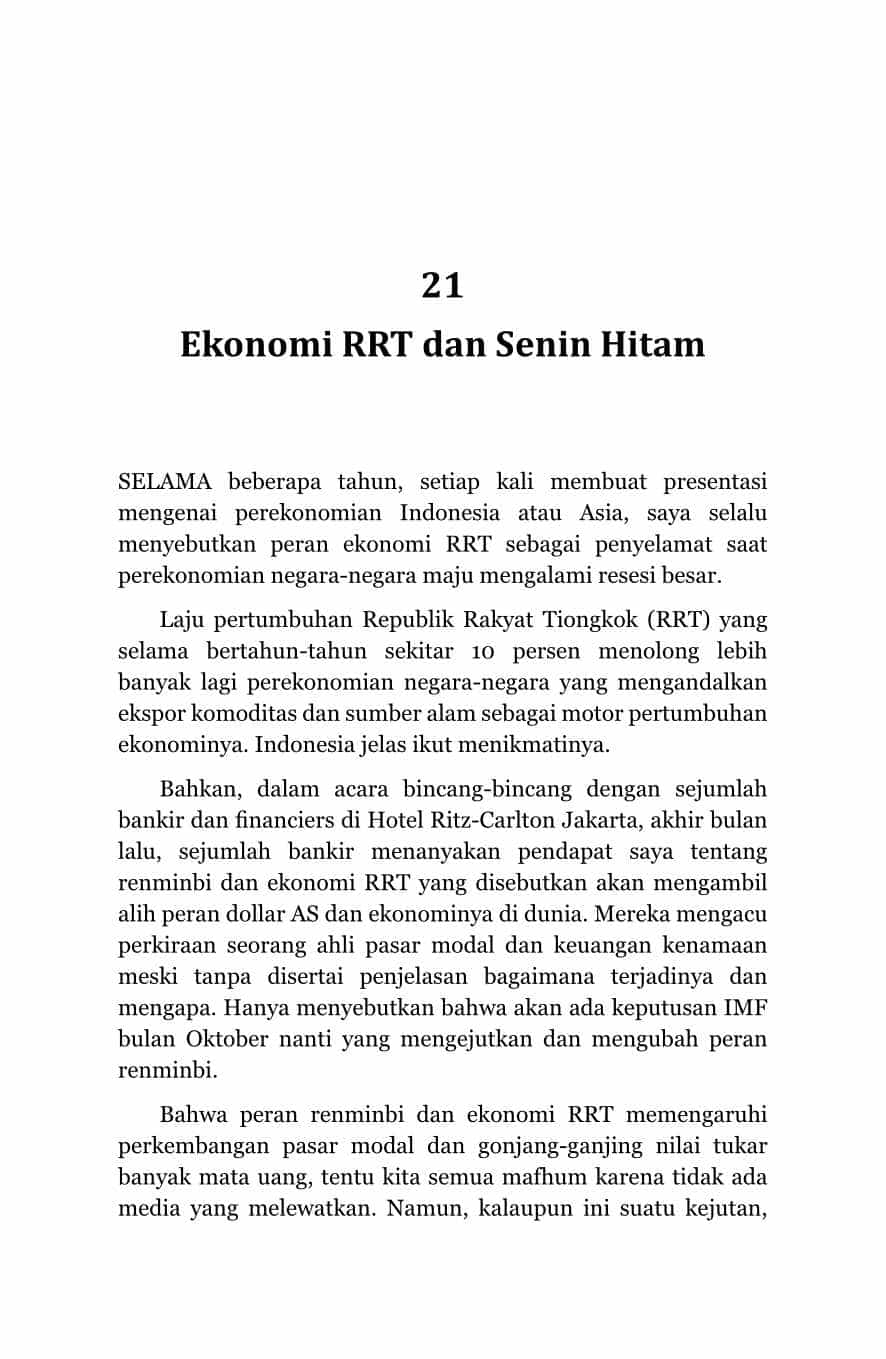 21
Ekonomi RRT dan Senin Hitam
SELAMA beberapa tahun, setiap kali membuat presentasi
mengenai perekonomian Indonesia atau Asia, saya selalu
menyebutkan peran ekonomi RRT sebagai penyelamat saat
perekonomian negara-negara maju mengalami resesi besar.
Laju pertumbuhan Republik Rakyat Tiongkok (RRT) yang
selama bertahun-tahun sekitar 10 persen menolong lebih
banyak lagi perekonomian negara-negara yang mengandalkan
ekspor komoditas dan sumber alam sebagai motor pertumbuhan
ekonominya. Indonesia jelas ikut menikmatinya.
Bahkan, dalam acara bincang-bincang dengan sejumlah
bankir dan financiers di Hotel Ritz-Carlton Jakarta, akhir bulan
lalu, sejumlah bankir menanyakan pendapat saya tentang
renminbi dan ekonomi RRT yang disebutkan akan mengambil
alih peran dollar AS dan ekonominya di dunia. Mereka mengacu
perkiraan seorang ahli pasar modal dan keuangan kenamaan
meski tanpa disertai penjelasan bagaimana terjadinya dan
mengapa. Hanya menyebutkan bahwa akan ada keputusan IMF
bulan Oktober nanti yang mengejutkan dan mengubah peran
renminbi.
Bahwa peran renminbi dan ekonomi RRT memengaruhi
perkembangan pasar modal dan gonjang-ganjing nilai tukar
banyak mata uang, tentu kita semua mafhum karena tidak ada
media yang melewatkan. Namun, kalaupun ini suatu kejutan,